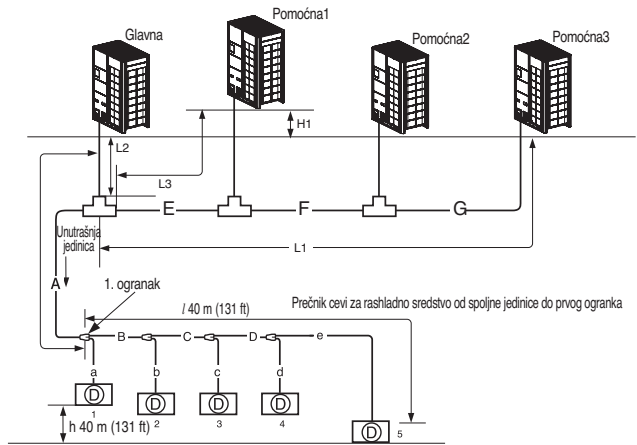 Glavna
Pomoćna1
Pomoćna2
Pomoćna3
H1
L2
L3
E
F
G
L1
Unutrašnja
jedinica
A
1. ogranak
l 40 m (131 ft)
Prečnik cevi za rashladno sredstvo od spoljne jedinice do prvog ogranka
B
C
D
e
a
b
c
d
D
D
D
D
D
1
2
3
4
5
h 40 m (131 ft)